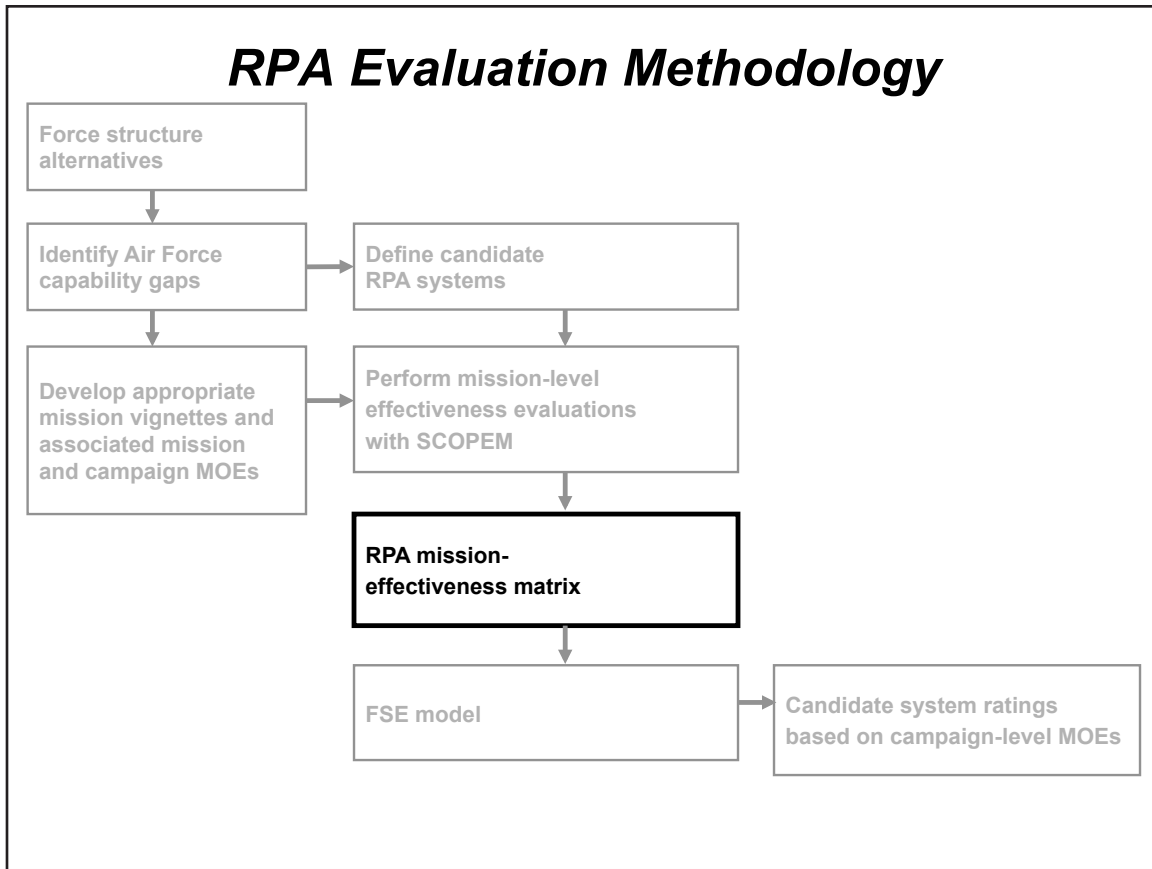 RPA Evaluation Methodology
Force structure
alternatives
Identify Air Force
capability gaps
Define candidate
RPA systems
Develop appropriate
mission vignettes and
associated mission
and campaign MOEs
Perform mission-level
effectiveness evaluations
with SCOPEM
RPA mission-
effectiveness matrix
FSE model
Candidate system ratings
based on campaign-level MOEs